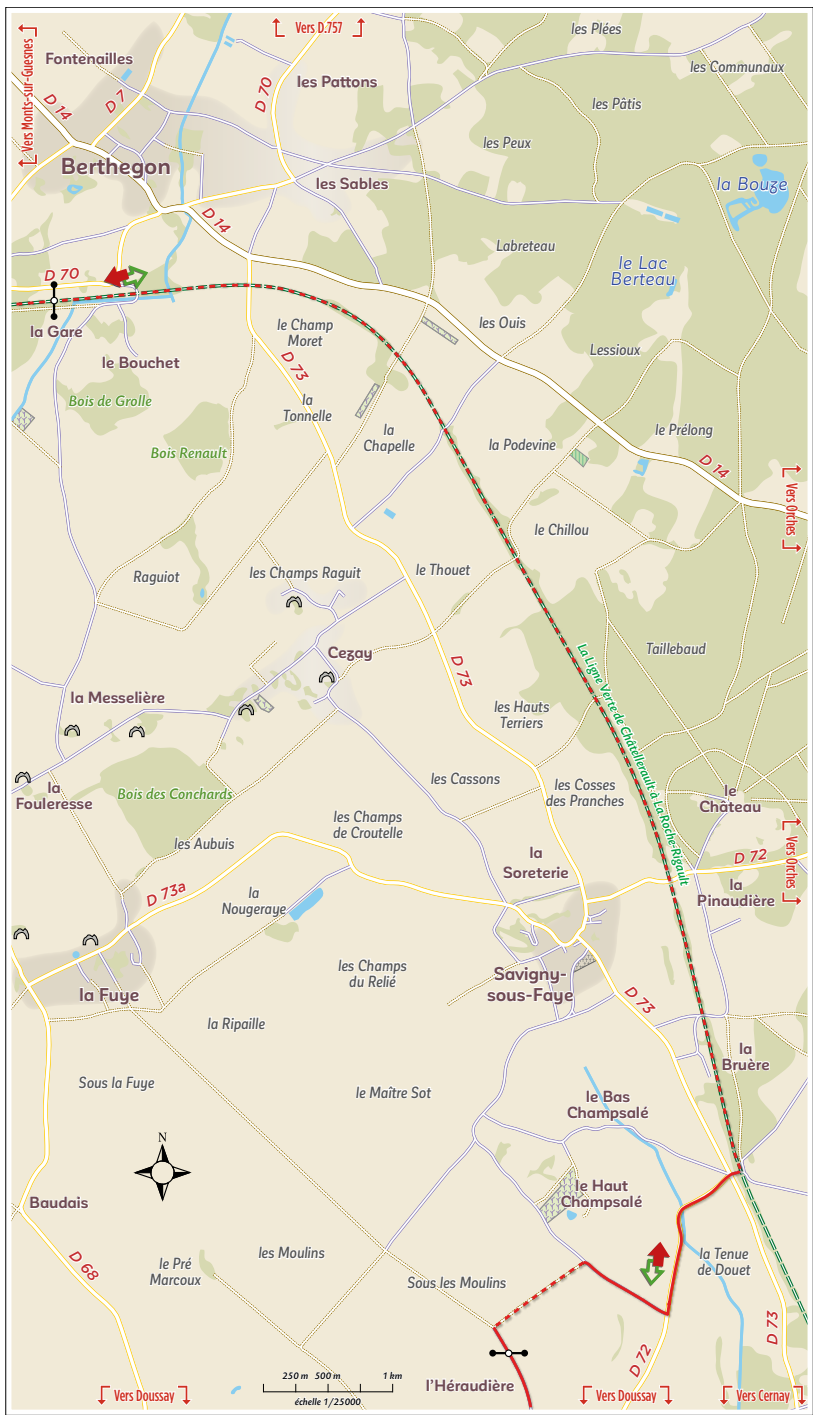 les Plées
Vers D.757
Vers Monts-sur-Guesnes
Fontenailles
les Communaux
les Pattons
D 7
D 70
D 14
les Pâtis
les Peux
Berthegon
les Sables
la Bouze
D 14
Labreteau
le Lac
Berteau
D 70
la Gare
le Champ
Moret
les Ouis
Lessioux
le Bouchet
D 73
Bois de Grolle
la
Tonnelle
la
Chapelle
le Prélong
la Podevine
Bois Renault
D 14
Vers Orches
le Chillou
Raguiot
les Champs Raguit
le Thouet
Cezay
Taillebaud
D 73
La Ligne Verte de Châtellerault à La Roche-Rigault
la Messelière
les Hauts
Terriers
les Cassons
la
Fouleresse
Bois des Conchards
les Cosses
des Pranches
le
Château
les Champs
de Croutelle
les Aubuis
la
Soreterie
D 72
Vers Orches
D 73a
la
Nougeraye
la
Pinaudière
les Champs
du Relié
Savigny-
sous-Faye
la Fuye
D 73
la Ripaille
la
Bruère
Sous la Fuye
le Maître Sot
le Bas
Champsalé
N
le Haut
Champsalé
Baudais
les Moulins
le Pré
Marcoux
la Tenue
de Douet
D 68
Sous les Moulins
D 73
D 72
250 m 500 m 1 km
échelle 1/25000
l'Héraudière
Vers Doussay
Vers Doussay
Vers Cernay